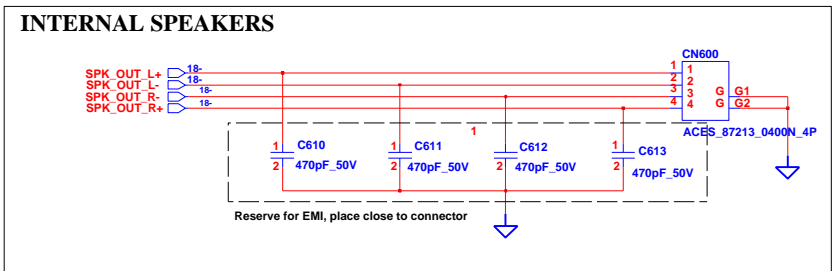 INTERNAL SPEAKERS
CN600
SPK_OUT_L+ 18- 1 1
SPK_OUT_L- 18- 2 2
SPK_OUT_R- 18- 3 3 G G1
SPK_OUT_R+ 18- 4 4 G G2
ACES_87213_0400N_4P
1
1 C610 1 C611 1 C612 1 C613
2 470pF_50V 2 470pF_50V 2 470pF_50V 2 470pF_50V
Reserve for EMI, place close to connector